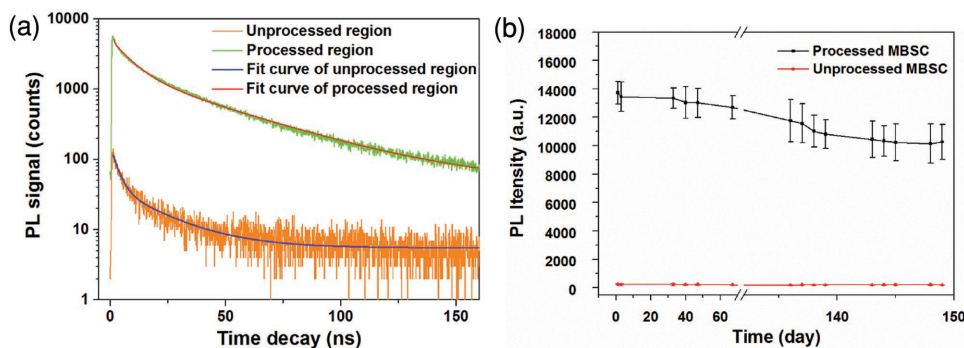 (a)
10000
1000
100
10
1
PL signal (counts)
Unprocessed region
Processed region
Fit curve of unprocessed region
Fit curve of processed region
0
50
100
150
Time decay (ns)
(b)
18000
16000
14000
12000
10000
8000
6000
4000
2000
0
PL Itensity (a.u.)
Processed MBSC
Unprocessed MBSC
0
20
40
60
140
150
Time (day)